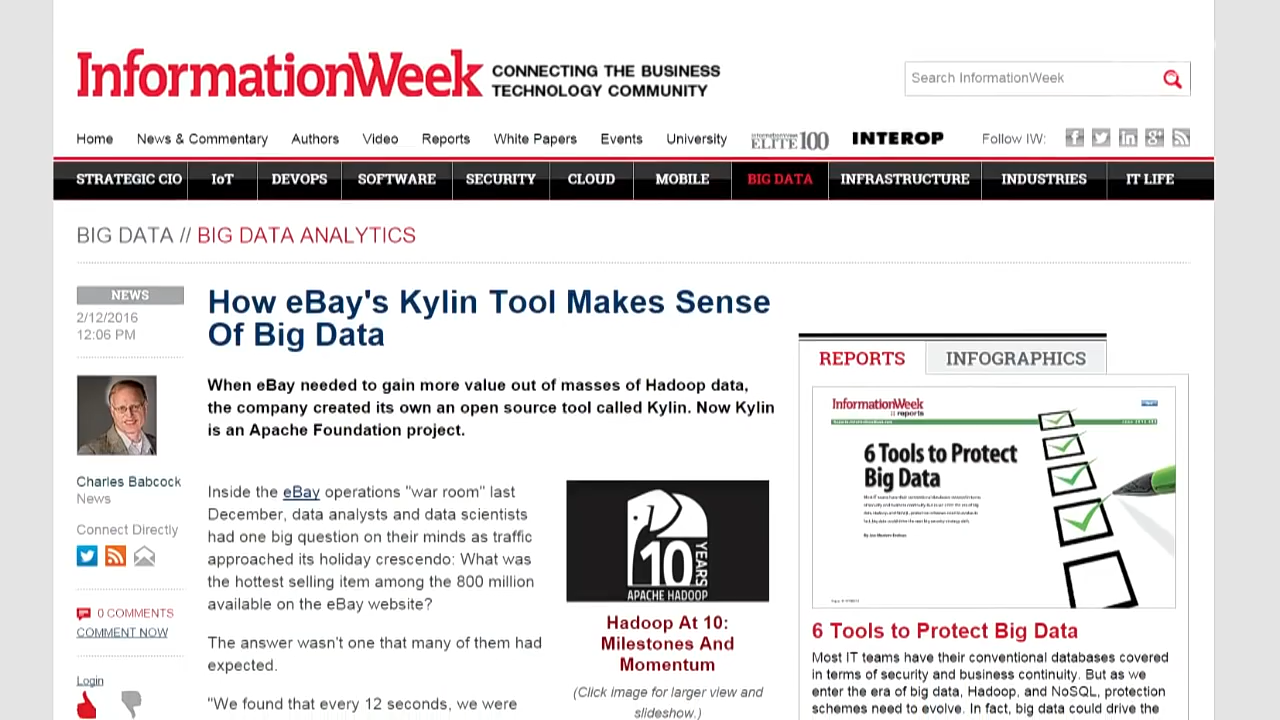 InformationWeek
CONNECTING THE BUSINESS
TECHNOLOGY COMMUNITY
Search InformationWeek
Home News & Commentary Authors Video Reports White Papers Events University InformationWeek ELITE 100 INTEROP Follow IW:
STRATEGIC CIO IoT DEVOPS SOFTWARE SECURITY CLOUD MOBILE BIG DATA INFRASTRUCTURE INDUSTRIES IT LIFE
BIG DATA // BIG DATA ANALYTICS
NEWS
2/12/2016
12:06 PM
Charles Babcock
News
Connect Directly
0 COMMENTS
COMMENT NOW
Login
How eBay's Kylin Tool Makes Sense
Of Big Data
When eBay needed to gain more value out of masses of Hadoop data,
the company created its own an open source tool called Kylin. Now Kylin
is an Apache Foundation project.
Inside the eBay operations "war room" last
December, data analysts and data scientists
had one big question on their minds as traffic
approached its holiday crescendo: What was
the hottest selling item among the 800 million
available on the eBay website?
The answer wasn't one that many of them had
expected.
"We found that every 12 seconds, we were
10 YEARS
APACHE HADOOP
Hadoop At 10:
Milestones And
Momentum
(Click image for larger view and
slideshow.)
REPORTS INFOGRAPHICS
InformationWeek
:: reports
6 Tools to Protect
Big Data
6 Tools to Protect Big Data
Most IT teams have their conventional databases covered
in terms of security and business continuity. But as we
enter the era of big data, Hadoop, and NoSQL, protection
schemes need to evolve. In fact, big data could drive the